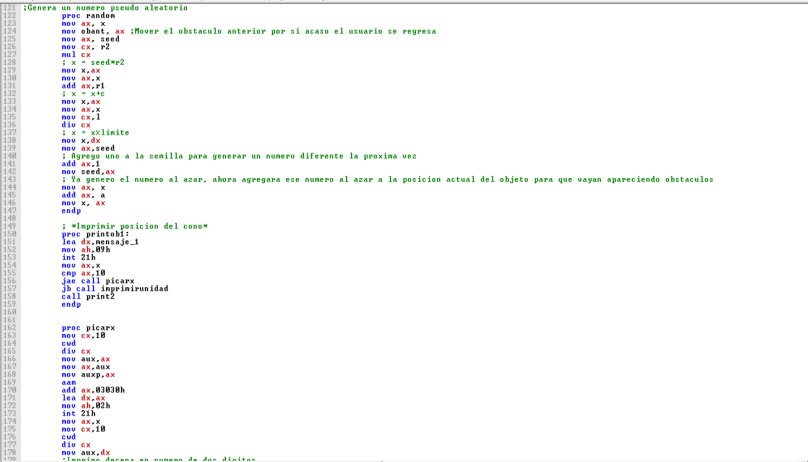 121 ;Genera un numero pseudo aleatorio
122 proc random
123 mov ax, x
124 mov obant, ax ;Mover el obstaculo anterior por si acaso el usuario se regresa
125 mov ax, seed
126 mov cx, r2
127 mul cx
128 ; x = seed*r2
129 mov x,ax
130 mov ax,x
131 add ax,r1
132 ; x = x+c
133 mov x,ax
134 mov ax,x
135 mov cx,l
136 div cx
137 ; x = x%limite
138 mov x,dx
139 mov ax,seed
140 ; Agrego uno a la semilla para generar un numero diferente la proxima vez
141 add ax,1
142 mov seed,ax
143 ; Ya genero el numero al azar, ahora agregara ese numero al azar a la posicion actual del objeto para que vayan apareciendo obstaculos
144 mov ax, x
145 add ax, a
146 mov x, ax
147 endp
148
149 ; *Imprimir posicion del cono*
150 proc printob1:
151 lea dx,mensaje_1
152 mov ah,09h
153 int 21h
154 mov ax,x
155 cmp ax,10
156 jae call picarx
157 jb call imprimirunidad
158 call print2
159 endp
160
161
162 proc picarx
163 mov cx,10
164 cwd
165 div cx
166 mov aux,ax
167 mov ax,aux
168 mov auxp,ax
169 aam
170 add ax,03030h
171 lea dx,ax
172 mov ah,02h
173 int 21h
174 mov ax,x
175 mov cx,10
176 cwd
177 div cx
178 mov aux,dx
179 ;Imprimo decena en numero de dos digitos